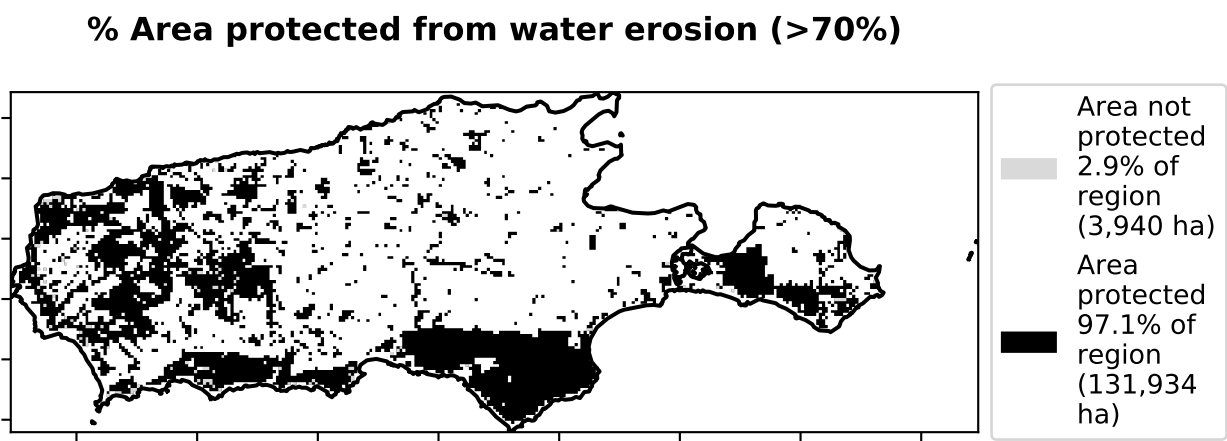 % Area protected from water erosion (>70%)
Area not
protected
2.9% of
region
(3,940 ha)
Area
protected
97.1% of
region
(131,934
ha)